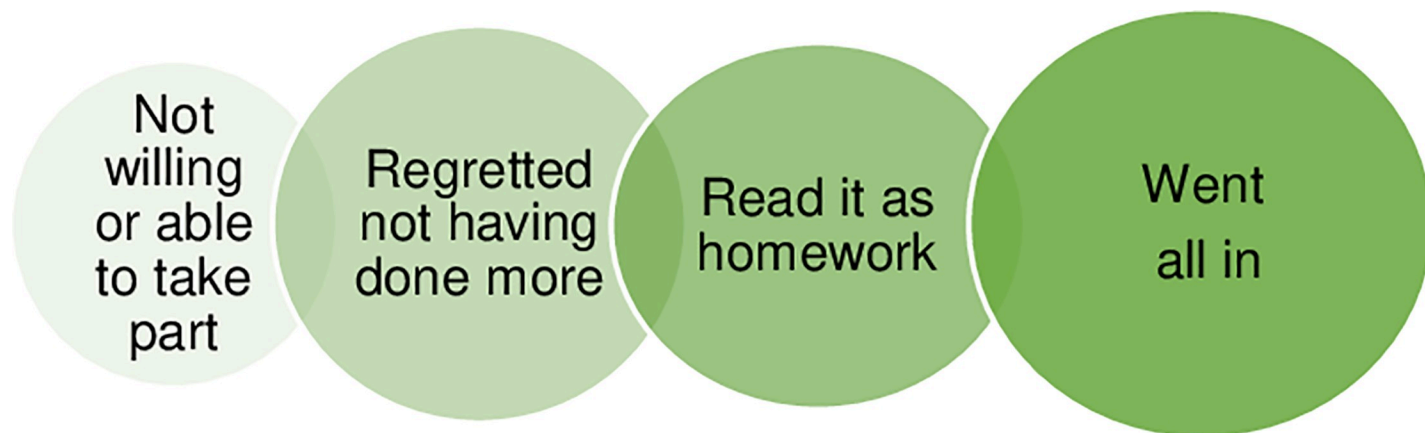 Not
willing
or able
to take
part
Regretted
not having
done more
Read it as
homework
Went
all in